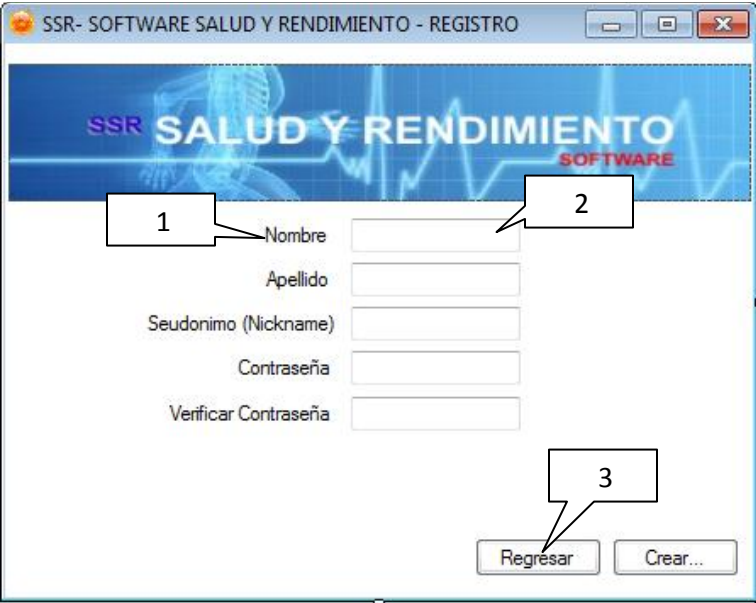 SSR- SOFTWARE SALUD Y RENDIMIENTO - REGISTRO
SSR SALUD Y RENDIMIENTO
SOFTWARE
1
2
Nombre
Apellido
Seudonimo (Nickname)
Contraseña
Verificar Contraseña
3
Regresar Crear...